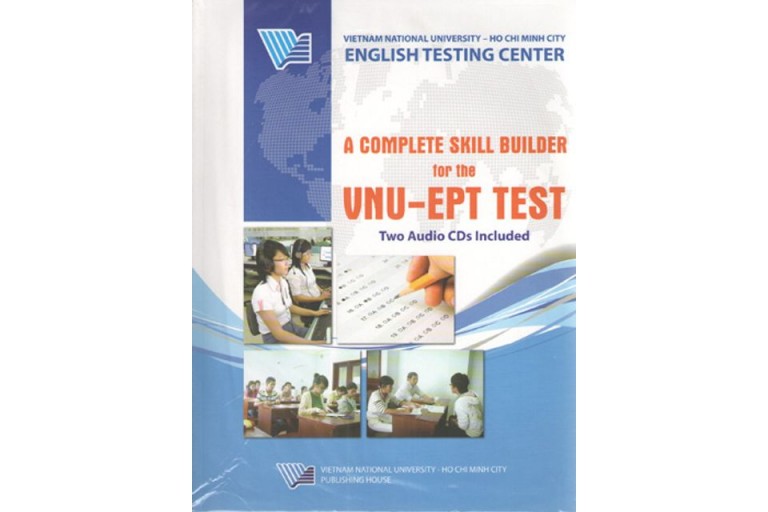 VIETNAM NATIONAL UNIVERSITY – HO CHI MINH CITY
ENGLISH TESTING CENTER
A COMPLETE SKILL BUILDER
for the
VNU-EPT TEST
Two Audio CDs Included
VIETNAM NATIONAL UNIVERSITY - HO CHI MINH CITY
PUBLISHING HOUSE